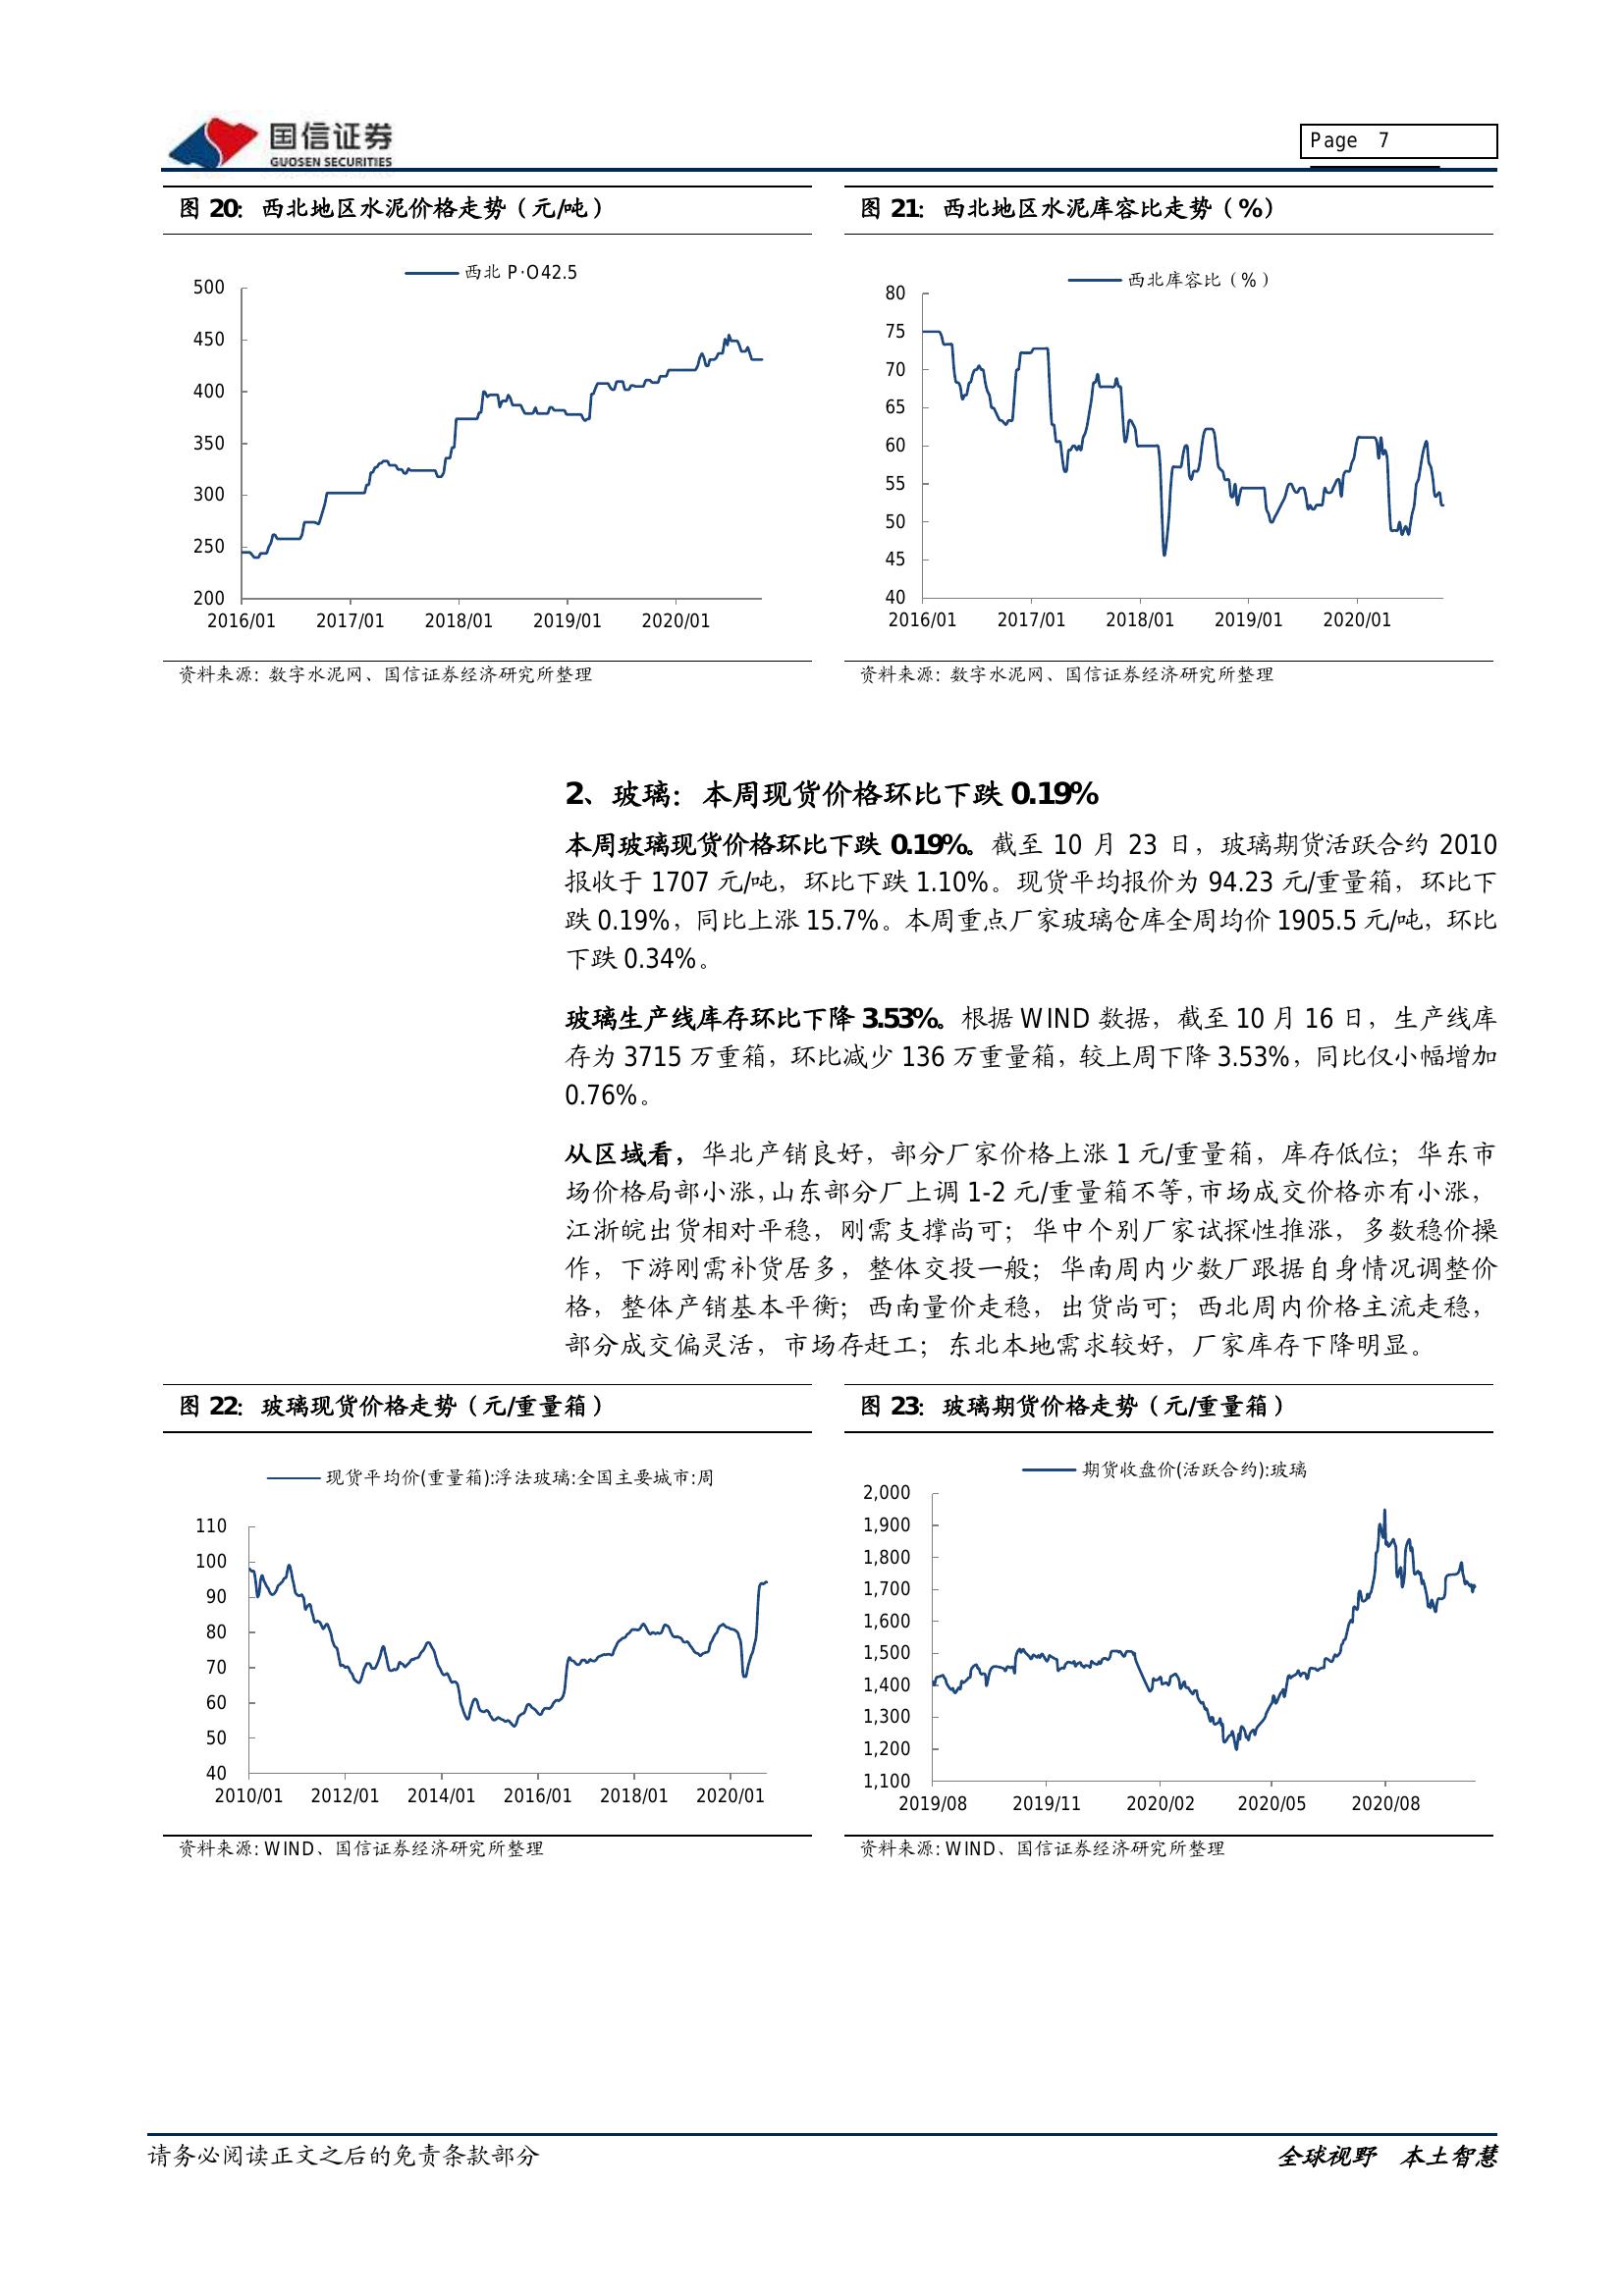 国信证券
GUOSEN SECURITIES
Page 7
图 20：西北地区水泥价格走势（元/吨）
西北 P·O42.5
500
450
400
350
300
250
200
2016/01 2017/01 2018/01 2019/01 2020/01
资料来源：数字水泥网、国信证券经济研究所整理
图 21：西北地区水泥库容比走势（%）
西北库容比（%）
80
75
70
65
60
55
50
45
40
2016/01 2017/01 2018/01 2019/01 2020/01
资料来源：数字水泥网、国信证券经济研究所整理
2、玻璃：本周现货价格环比下跌 0.19%
本周玻璃现货价格环比下跌 0.19%。截至 10 月 23 日，玻璃期货活跃合约 2010
报收于 1707 元/吨，环比下跌 1.10%。现货平均报价为 94.23 元/重量箱，环比下
跌 0.19%，同比上涨 15.7%。本周重点厂家玻璃仓库全周均价 1905.5 元/吨，环比
下跌 0.34%。
玻璃生产线库存环比下降 3.53%。根据 WIND 数据，截至 10 月 16 日，生产线库
存为 3715 万重箱，环比减少 136 万重量箱，较上周下降 3.53%，同比仅小幅增加
0.76%。
从区域看，华北产销良好，部分厂家价格上涨 1 元/重量箱，库存低位；华东市
场价格局部小涨，山东部分厂上调 1-2 元/重量箱不等，市场成交价格亦有小涨，
江浙皖出货相对平稳，刚需支撑尚可；华中个别厂家试探性推涨，多数稳价操
作，下游刚需补货居多，整体交投一般；华南周内少数厂跟据自身情况调整价
格，整体产销基本平衡；西南量价走稳，出货尚可；西北周内价格主流走稳，
部分成交偏灵活，市场存赶工；东北本地需求较好，厂家库存下降明显。
图 22：玻璃现货价格走势（元/重量箱）
现货平均价(重量箱):浮法玻璃:全国主要城市:周
110
100
90
80
70
60
50
40
2010/01 2012/01 2014/01 2016/01 2018/01 2020/01
资料来源: WIND、国信证券经济研究所整理
图 23：玻璃期货价格走势（元/重量箱）
期货收盘价(活跃合约):玻璃
2,000
1,900
1,800
1,700
1,600
1,500
1,400
1,300
1,200
1,100
2019/08 2019/11 2020/02 2020/05 2020/08
资料来源: WIND、国信证券经济研究所整理
请务必阅读正文之后的免责条款部分
全球视野 本土智慧